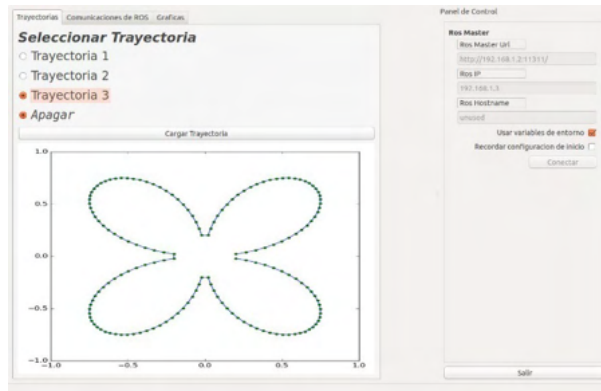 Trayectorias Comunicaciones de ROS Graficas
Seleccionar Trayectoria
Trayectoria 1
Trayectoria 2
Trayectoria 3
Apagar
Cargar Trayectoria
1.0
0.5
0.0
−0.5
−1.0
−1.0 −0.5 0.0 0.5 1.0
Panel de Control
Ros Master
Ros Master Url
http://192.168.1.2:11311/
Ros IP
192.168.1.3
Ros Hostname
unused
Usar variables de entorno
Recordar configuracion de inicio
Conectar
Salir